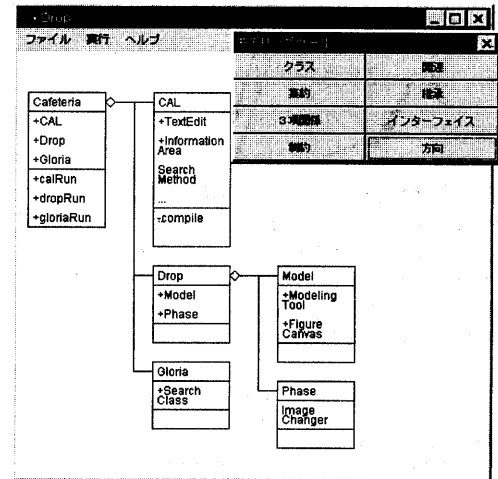 Drop
ファイル 実行 ヘルプ
クラス
関連
集約
継承
3項関係
インターフェイス
制約
方向
Cafeteria
+CAL
+Drop
+Gloria
+calRun
+dropRun
+gloriaRun
CAL
+TextEdit
+Information
Area
Search
Method
...
-.compile
Drop
+Model
+Phase
Model
+Modeling
Tool
+Figure
Canvas
Gloria
+Search
Class
Phase
Image
Changer